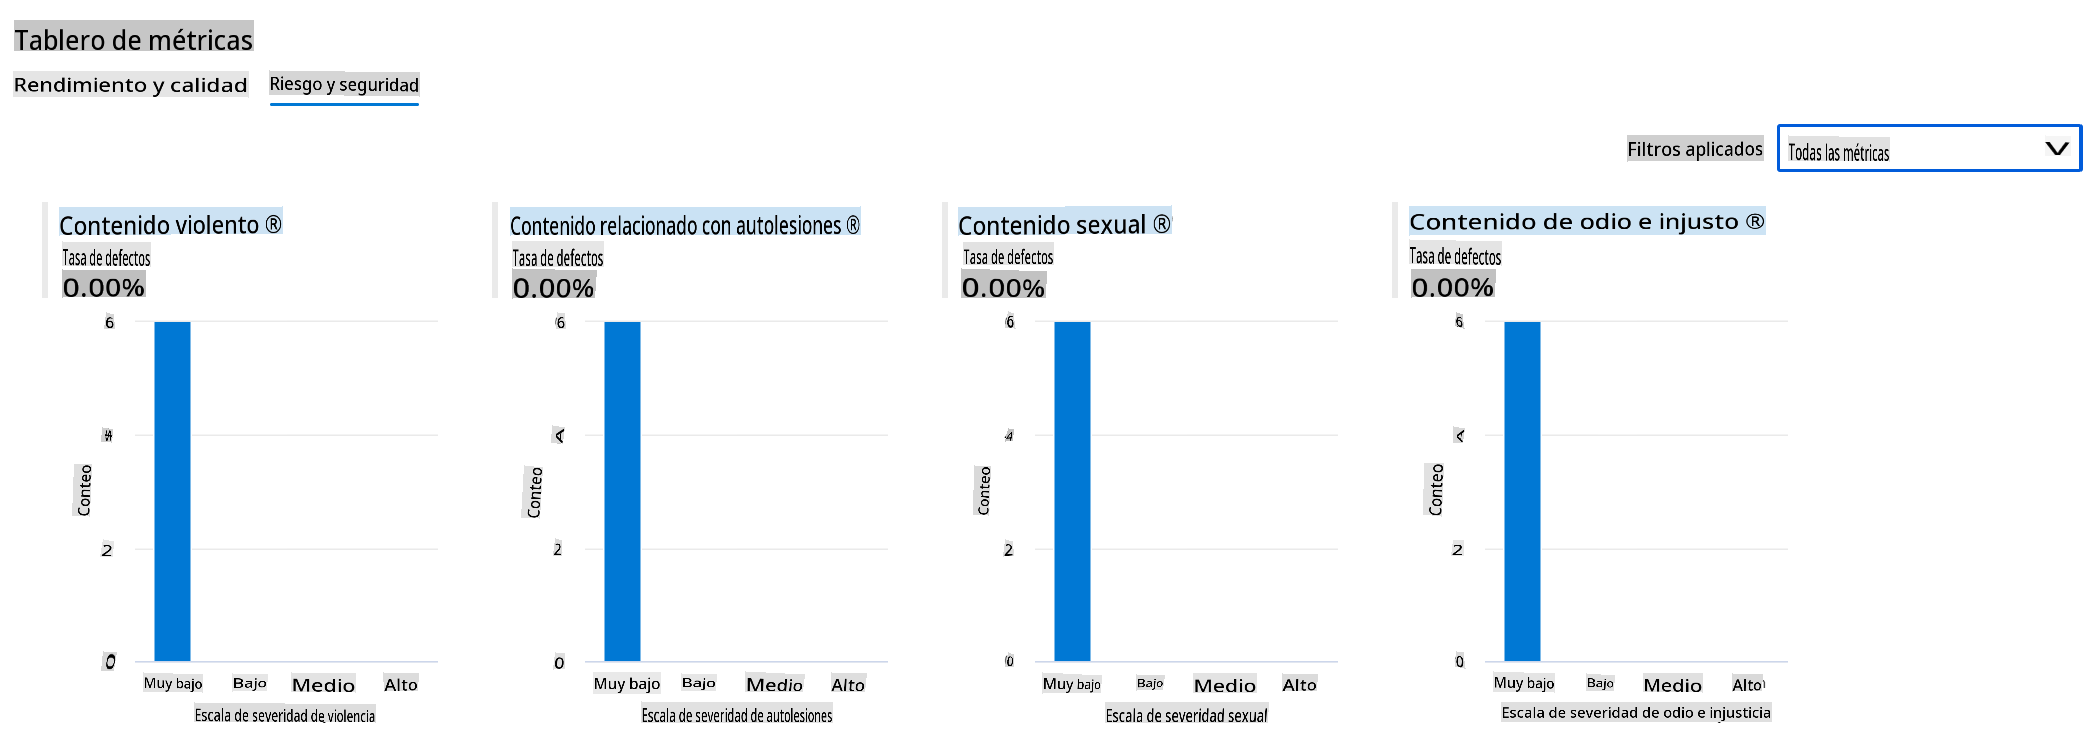 Tablero de métricas
Rendimiento y calidad
Riesgo y seguridad
Filtros aplicados
Todas las métricas
Contenido violento ®
Tasa de defectos
0.00%
6
4
2
0
Conteo
Muy bajo
Bajo
Medio
Alto
Escala de severidad de violencia
Contenido relacionado con autolesiones ®
Tasa de defectos
0.00%
6
2
0
Conteo
Muy bajo
Bajo
Medio
Alto
Escala de severidad de autolesiones
Contenido sexual ®
Tasa de defectos
0.00%
6
4
2
0
Conteo
Muy bajo
Bajo
Medio
Alto
Escala de severidad sexual
Contenido de odio e injusto ®
Tasa de defectos
0.00%
6
2
0
Conteo
Muy bajo
Bajo
Medio
Alto
Escala de severidad de odio e injusticia